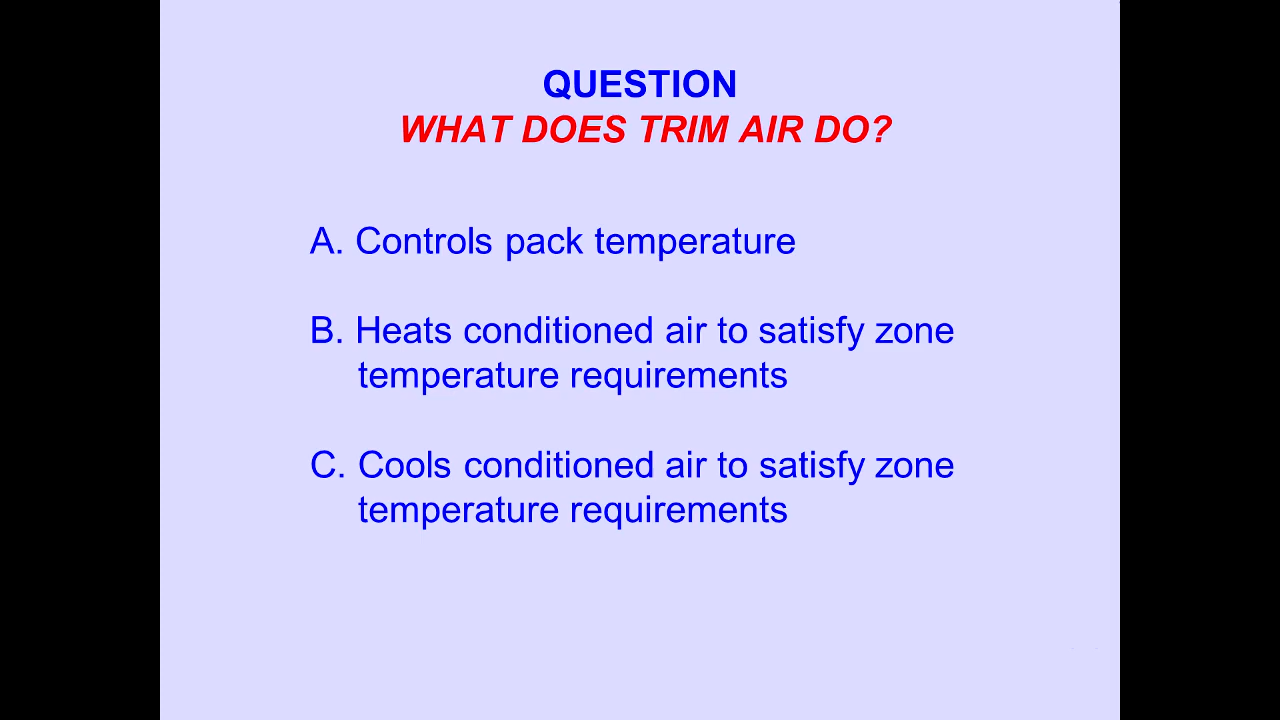 QUESTION
WHAT DOES TRIM AIR DO?
A. Controls pack temperature
B. Heats conditioned air to satisfy zone
temperature requirements
C. Cools conditioned air to satisfy zone
temperature requirements